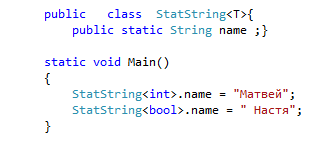 public   class  StatString<T>{
    public static String name ;}
static void Main()
{
    StatString<int>.name = "Матвей";
    StatString<bool>.name = " Настя";
}